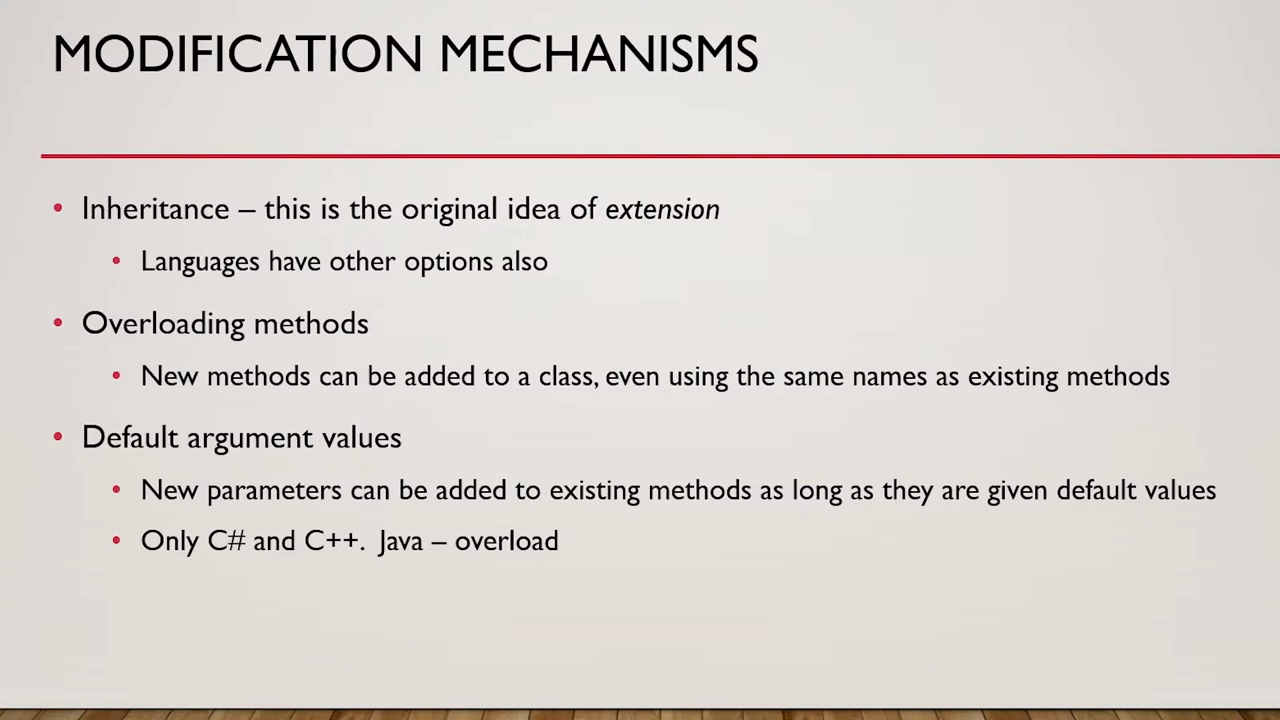 MODIFICATION MECHANISMS
• Inheritance – this is the original idea of extension
• Languages have other options also
• Overloading methods
• New methods can be added to a class, even using the same names as existing methods
• Default argument values
• New parameters can be added to existing methods as long as they are given default values
• Only C# and C++. Java – overload